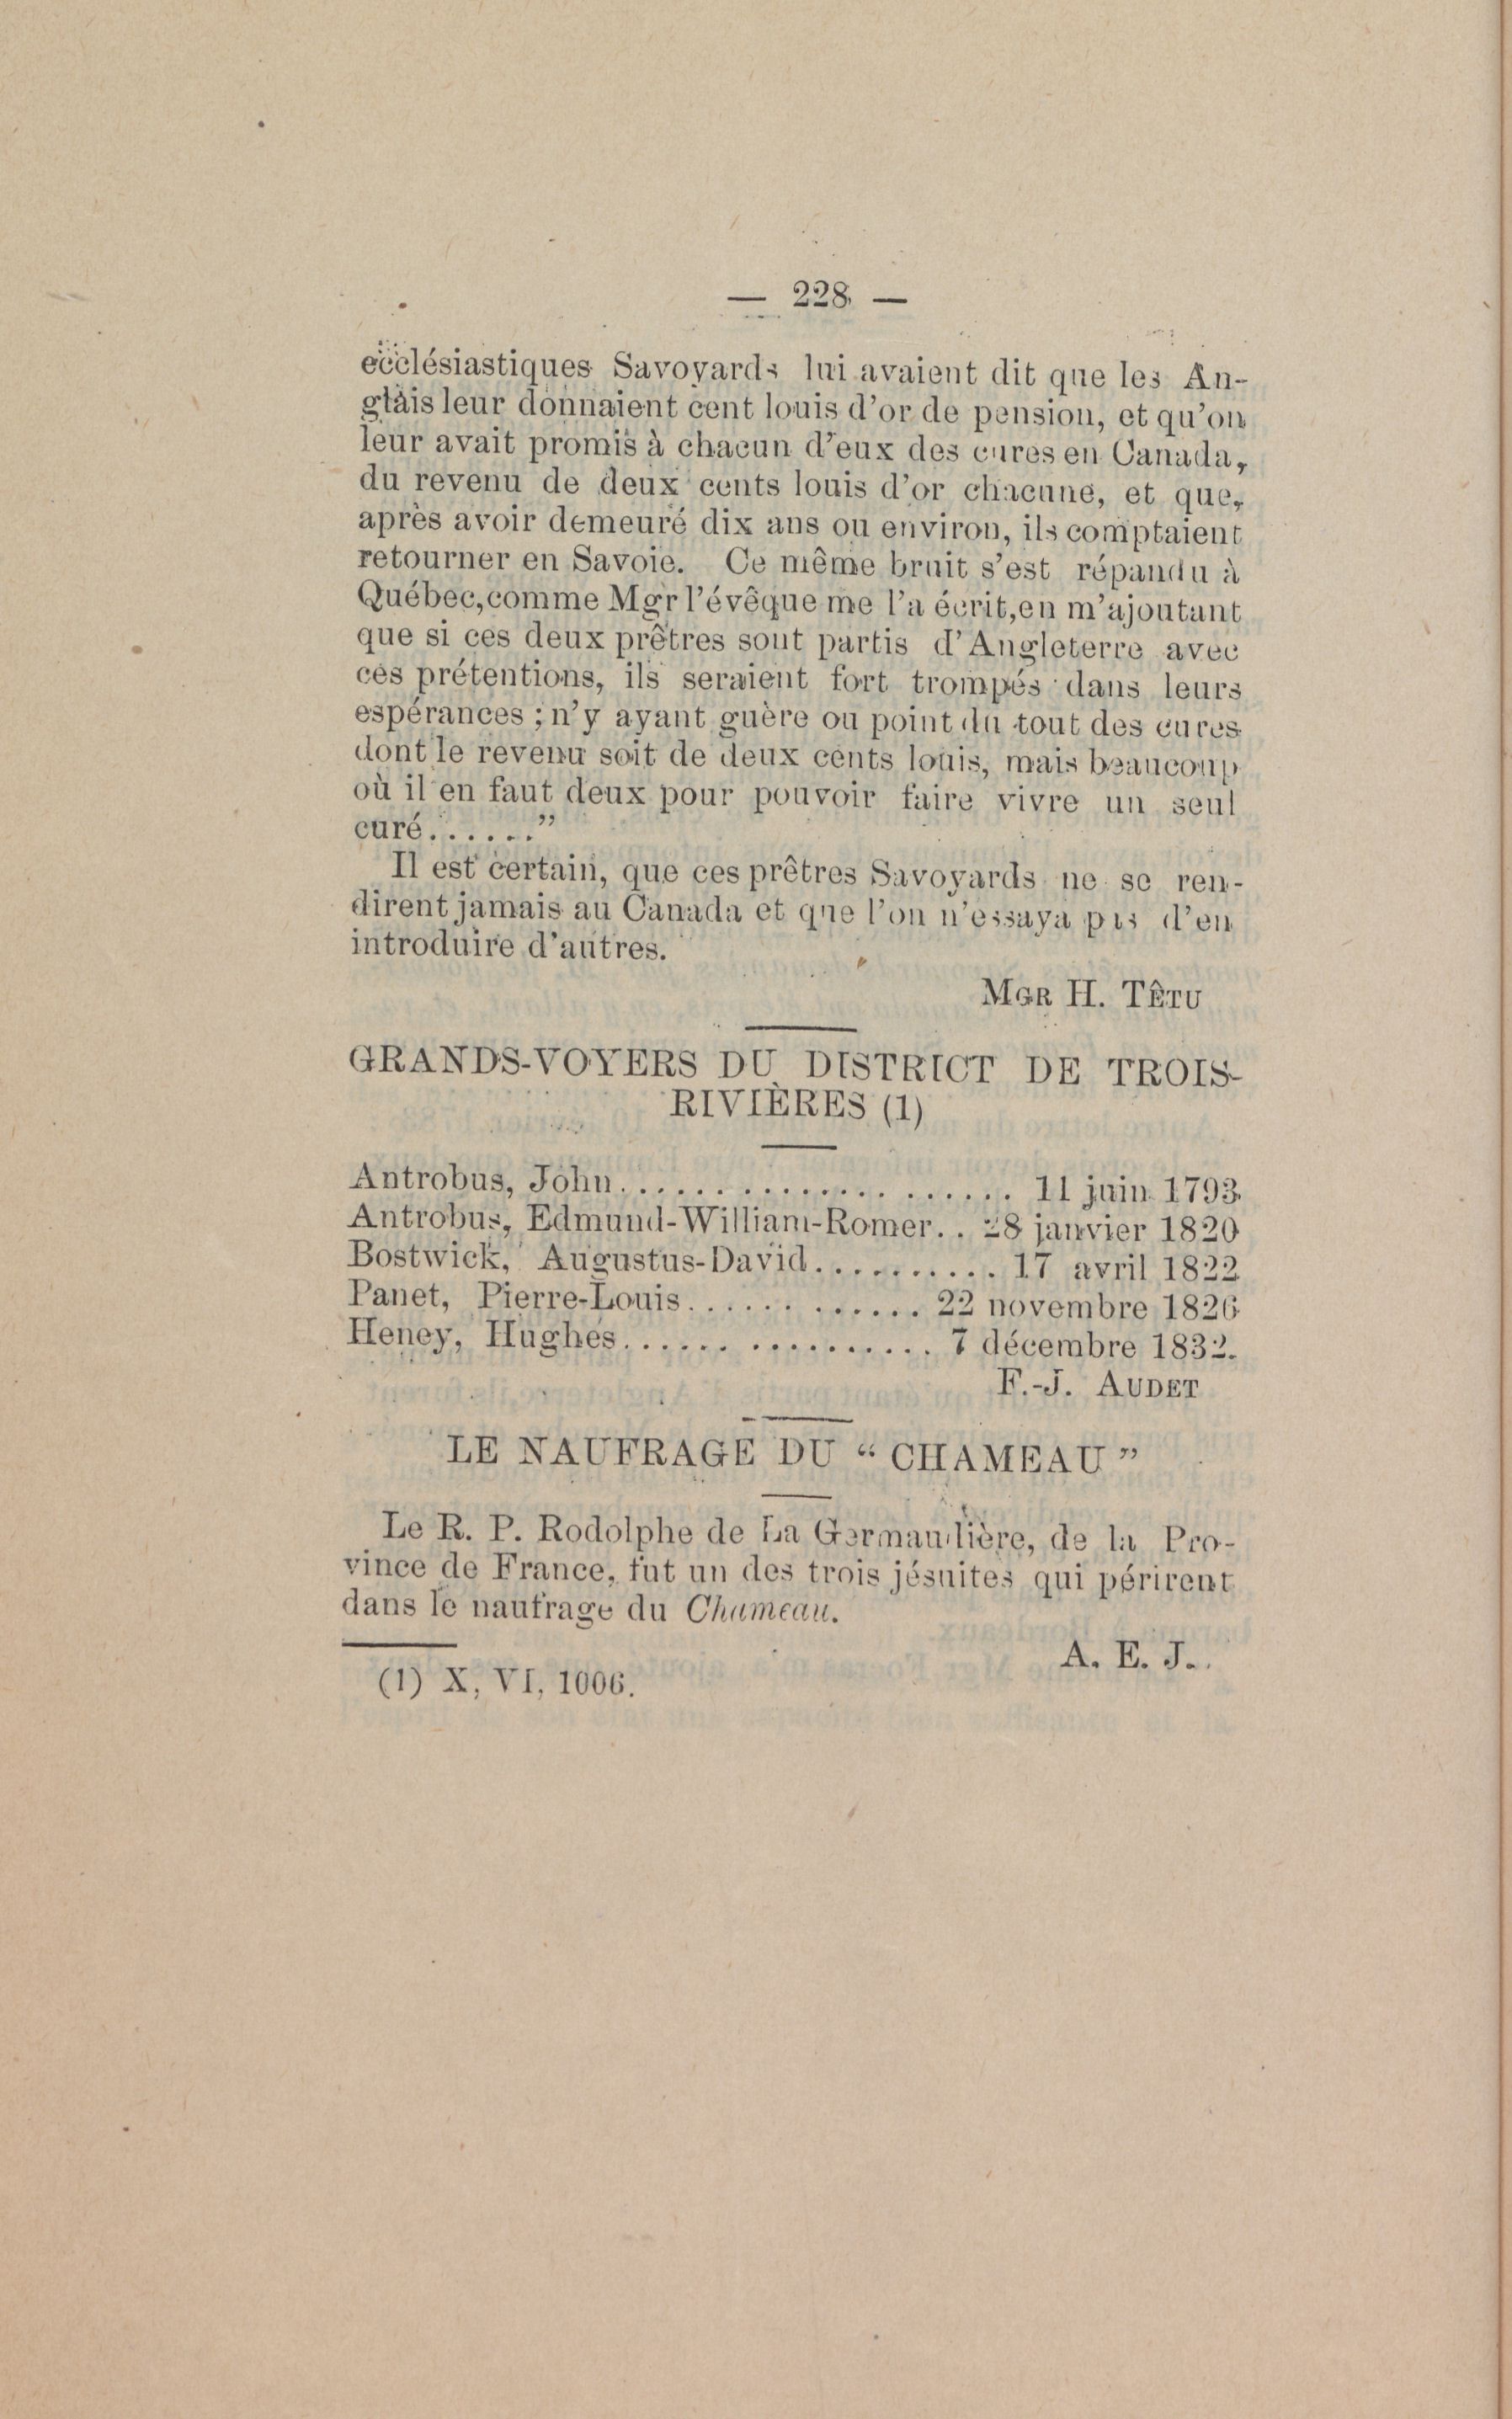 — 228 —
ecclésiastiques Savoyards lui avaient dit que les An-
glais leur donnaient cent louis d'or de pension, et qu'on
leur avait promis à chacun d'eux des cures en Canada,
du revenu de deux cents louis d'or chacune, et que,
après avoir demeuré dix ans ou environ, ils comptaient
retourner en Savoie. Ce même bruit s'est répandu à
Québec,comme Mgr l'évêque me l'a écrit,en m'ajoutant
que si ces deux prêtres sont partis d'Angleterre avec
ces prétentions, ils seraient fort trompés dans leurs
espérances ; n'y ayant guère ou point du tout des cures
dont le revenu soit de deux cents louis, mais beaucoup
où il en faut deux pour pouvoir faire vivre un seul
curé......"
Il est certain, que ces prêtres Savoyards ne se ren-
dirent jamais au Canada et que l'on n'essaya pas d'en
introduire d'autres.
MGR H. TÊTU
GRANDS-VOYERS DU DISTRICT DE TROIS-
RIVIÈRES (1)
Antrobus, John...................... 11 juin 1793
Antrobus, Edmund-William-Romer.. 28 janvier 1820
Bostwick, Augustus-David.......... 17 avril 1822
Panet, Pierre-Louis............ 22 novembre 1826
Heney, Hughes................ 7 décembre 1832.
F.-J. AUDET
LE NAUFRAGE DU “ CHAMEAU ”
Le R. P. Rodolphe de La Germandière, de la Pro-
vince de France, fut un des trois jésuites qui périrent
dans le naufrage du Chameau.
A. E. J.
(1) X, VI, 1006.